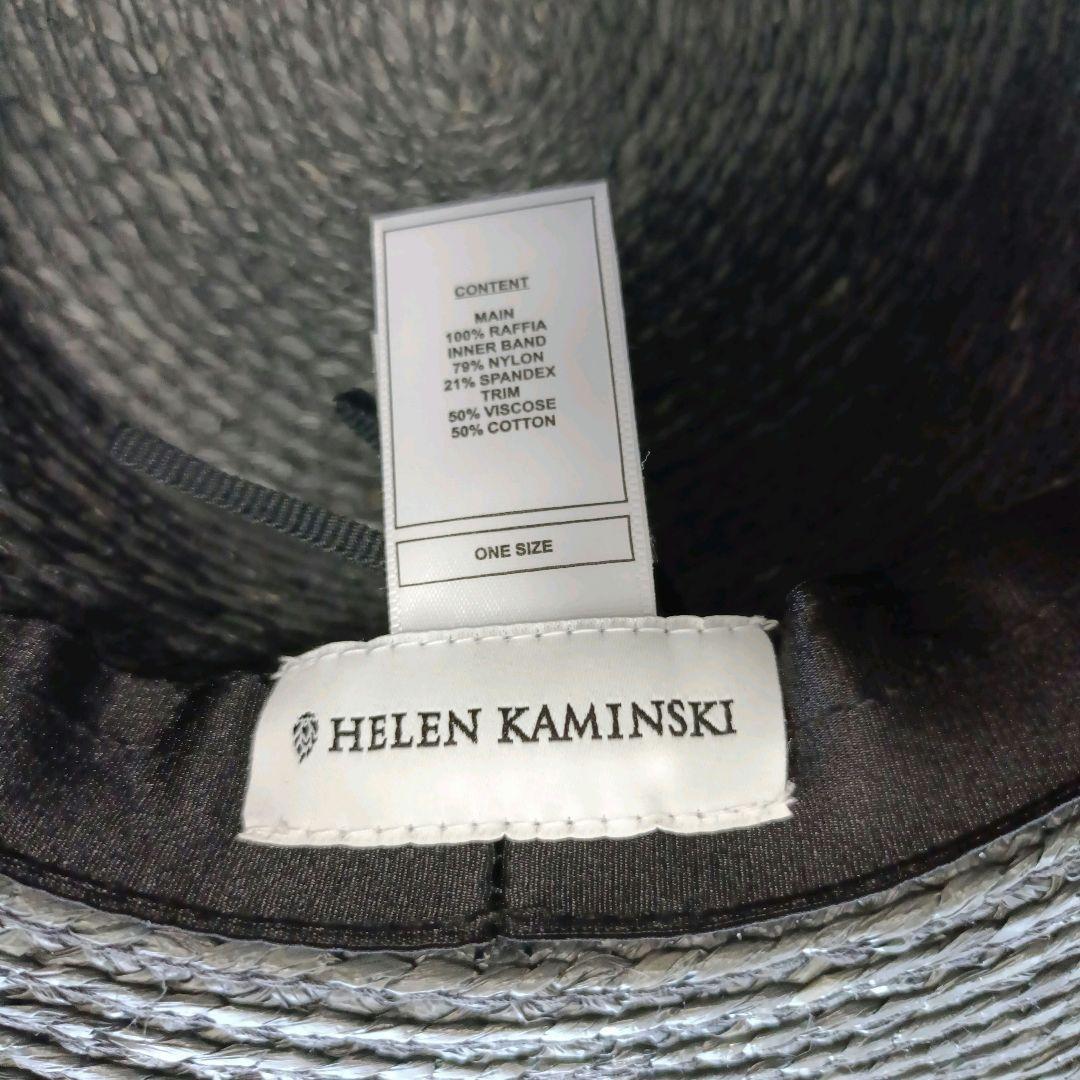 CONTENT
MAIN
100% RAFFIA
INNER BAND
79% NYLON
21% SPANDEX
TRIM
50% VISCOSE
50% COTTON
ONE SIZE
HELEN KAMINSKI